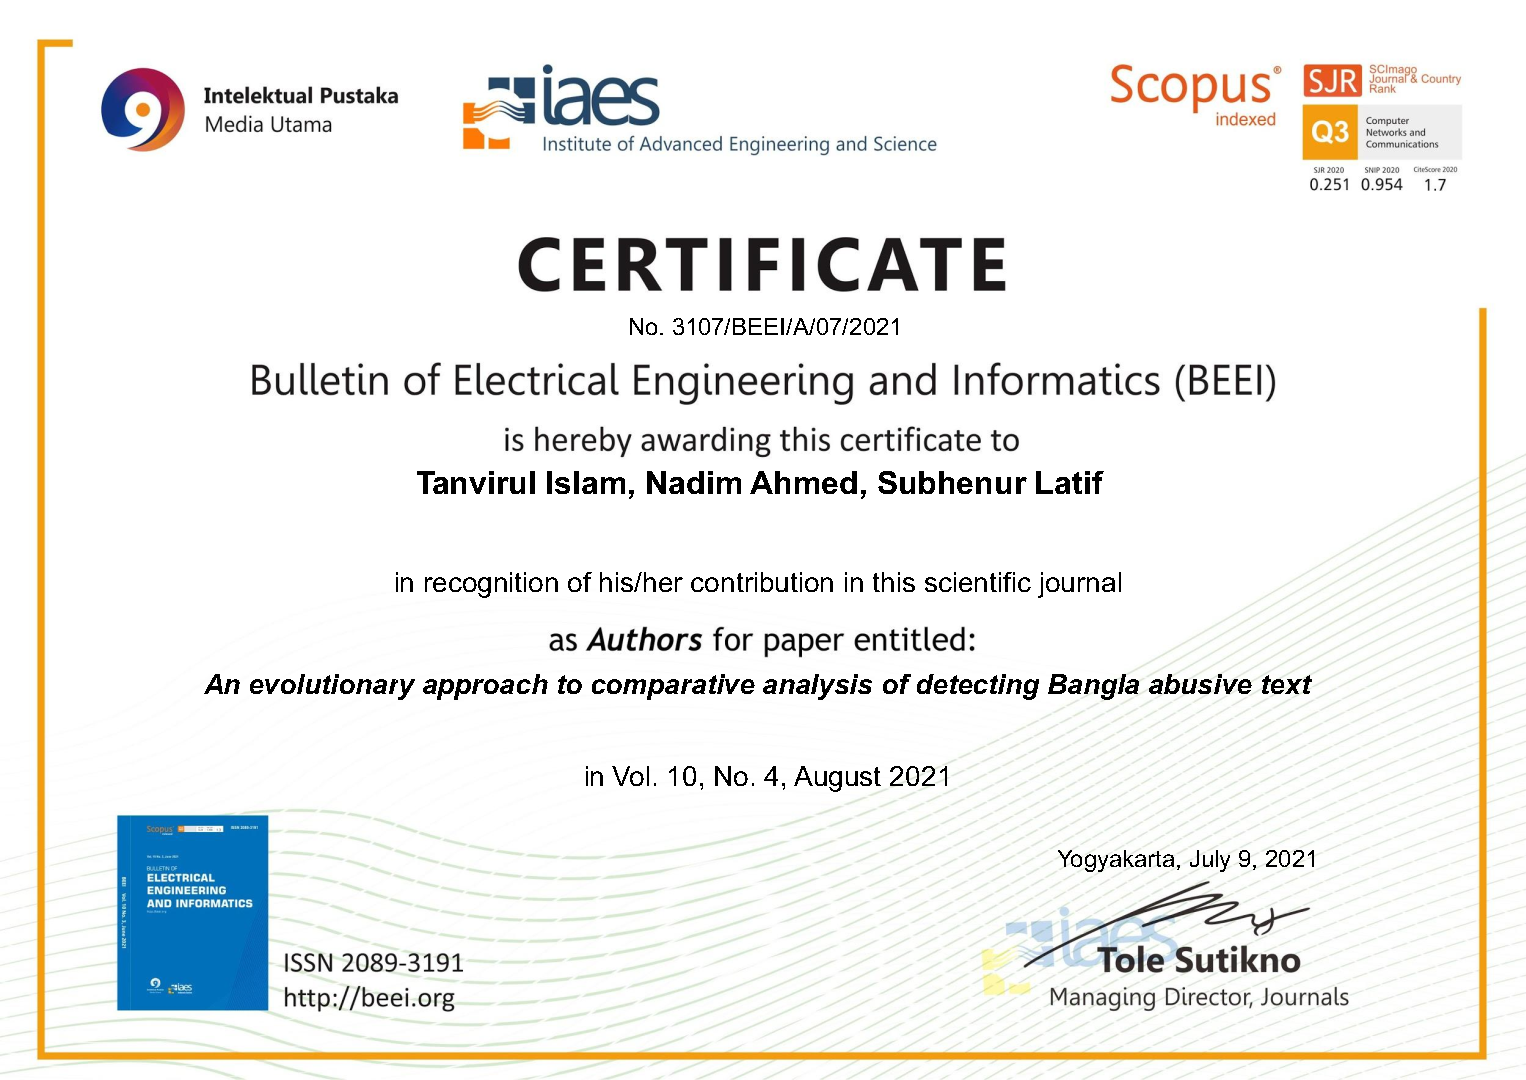 Intelektual Pustaka
Media Utama
iaes
Institute of Advanced Engineering and Science
Scopus®
indexed
SJR
SCImago
Journal & Country
Rank
Q3
Computer
Networks and
Communications
SJR 2020 SNIP 2020 CiteScore 2020
0.251 0.954 1.7
CERTIFICATE
No. 3107/BEEI/A/07/2021
Bulletin of Electrical Engineering and Informatics (BEEI)
is hereby awarding this certificate to
Tanvirul Islam, Nadim Ahmed, Subhenur Latif
in recognition of his/her contribution in this scientific journal
as Authors for paper entitled:
An evolutionary approach to comparative analysis of detecting Bangla abusive text
in Vol. 10, No. 4, August 2021
Scopus
ISSN 2089-3191
BULLETIN OF
ELECTRICAL
ENGINEERING
AND INFORMATICS
iaes
ISSN 2089-3191
http://beei.org
Yogyakarta, July 9, 2021
iaes
Tole Sutikno
Managing Director, Journals